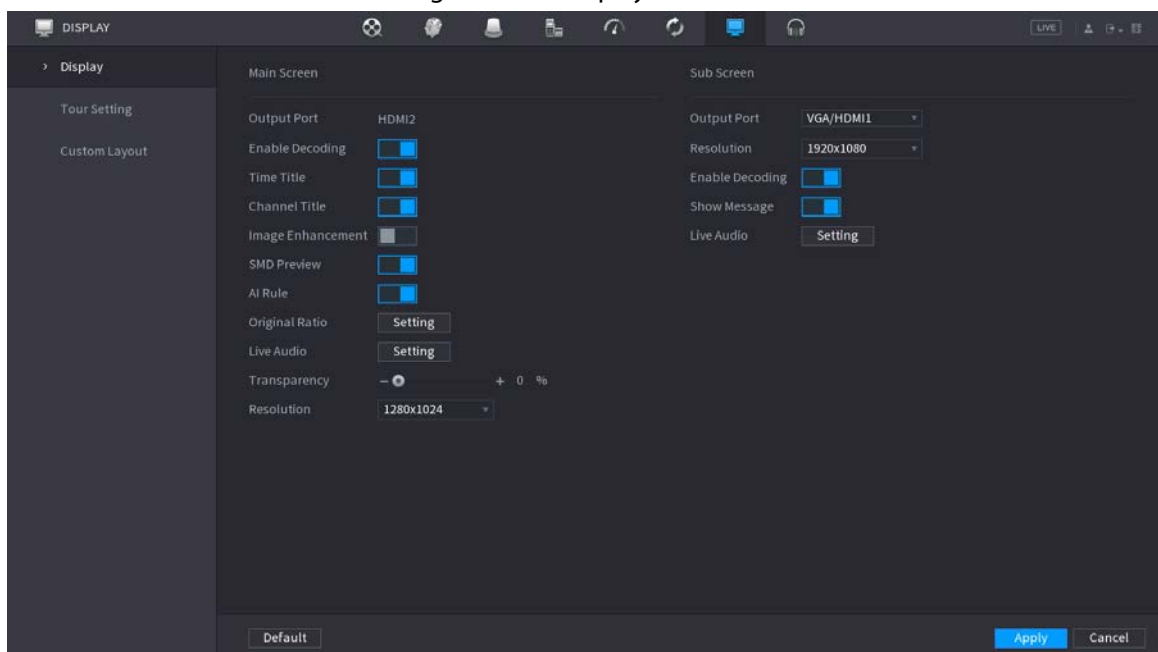 DISPLAY
LIVE
Display
Tour Setting
Custom Layout
Main Screen
Output Port HDMI2
Enable Decoding
Time Title
Channel Title
Image Enhancement
SMD Preview
AI Rule
Original Ratio Setting
Live Audio Setting
Transparency - + 0 %
Resolution 1280x1024
Sub Screen
Output Port VGA/HDMI1
Resolution 1920x1080
Enable Decoding
Show Message
Live Audio Setting
Default
Apply Cancel